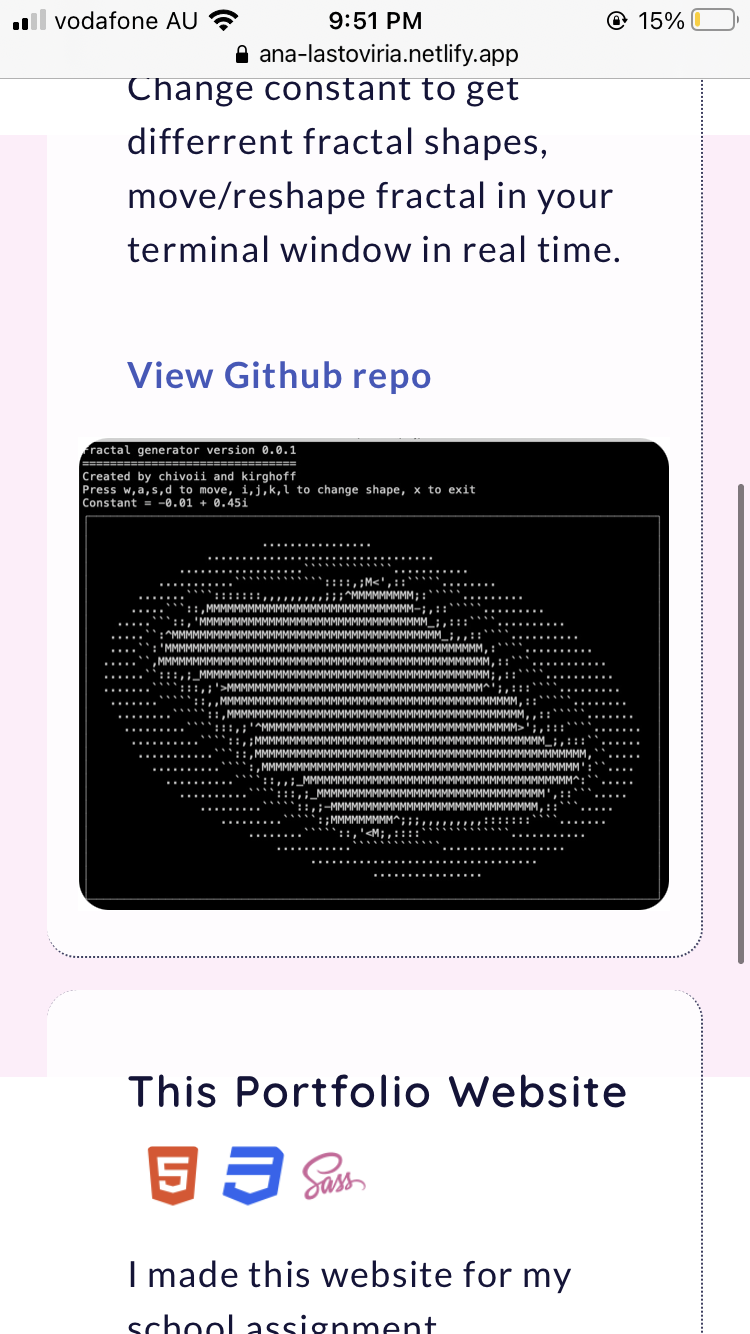 vodafone AU 9:51 PM 15%
ana-lastoviria.netlify.app
Change constant to get
differrent fractal shapes,
move/reshape fractal in your
terminal window in real time.
View Github repo
Fractal generator version 0.0.1
Created by chivoii and kirghoff
Press w,a,s,d to move, i,j,k,l to change shape, x to exit
Constant = -0.01 + 0.45i
This Portfolio Website
5 3 Sass
I made this website for my
school assignment